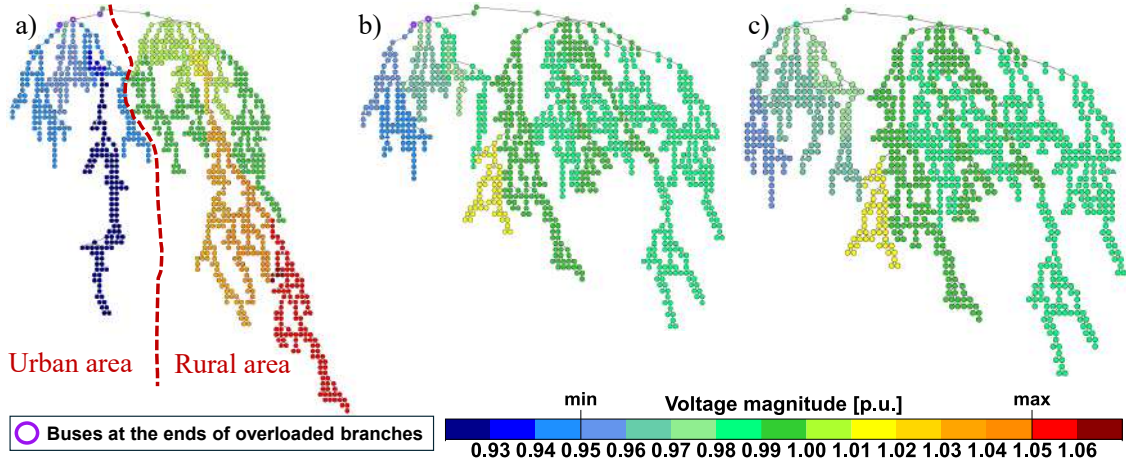 a)
b)
c)
Urban area
Rural area
Buses at the ends of overloaded branches
min
Voltage magnitude [p.u.]
max
0.93 0.94 0.95 0.96 0.97 0.98 0.99 1.00 1.01 1.02 1.03 1.04 1.05 1.06